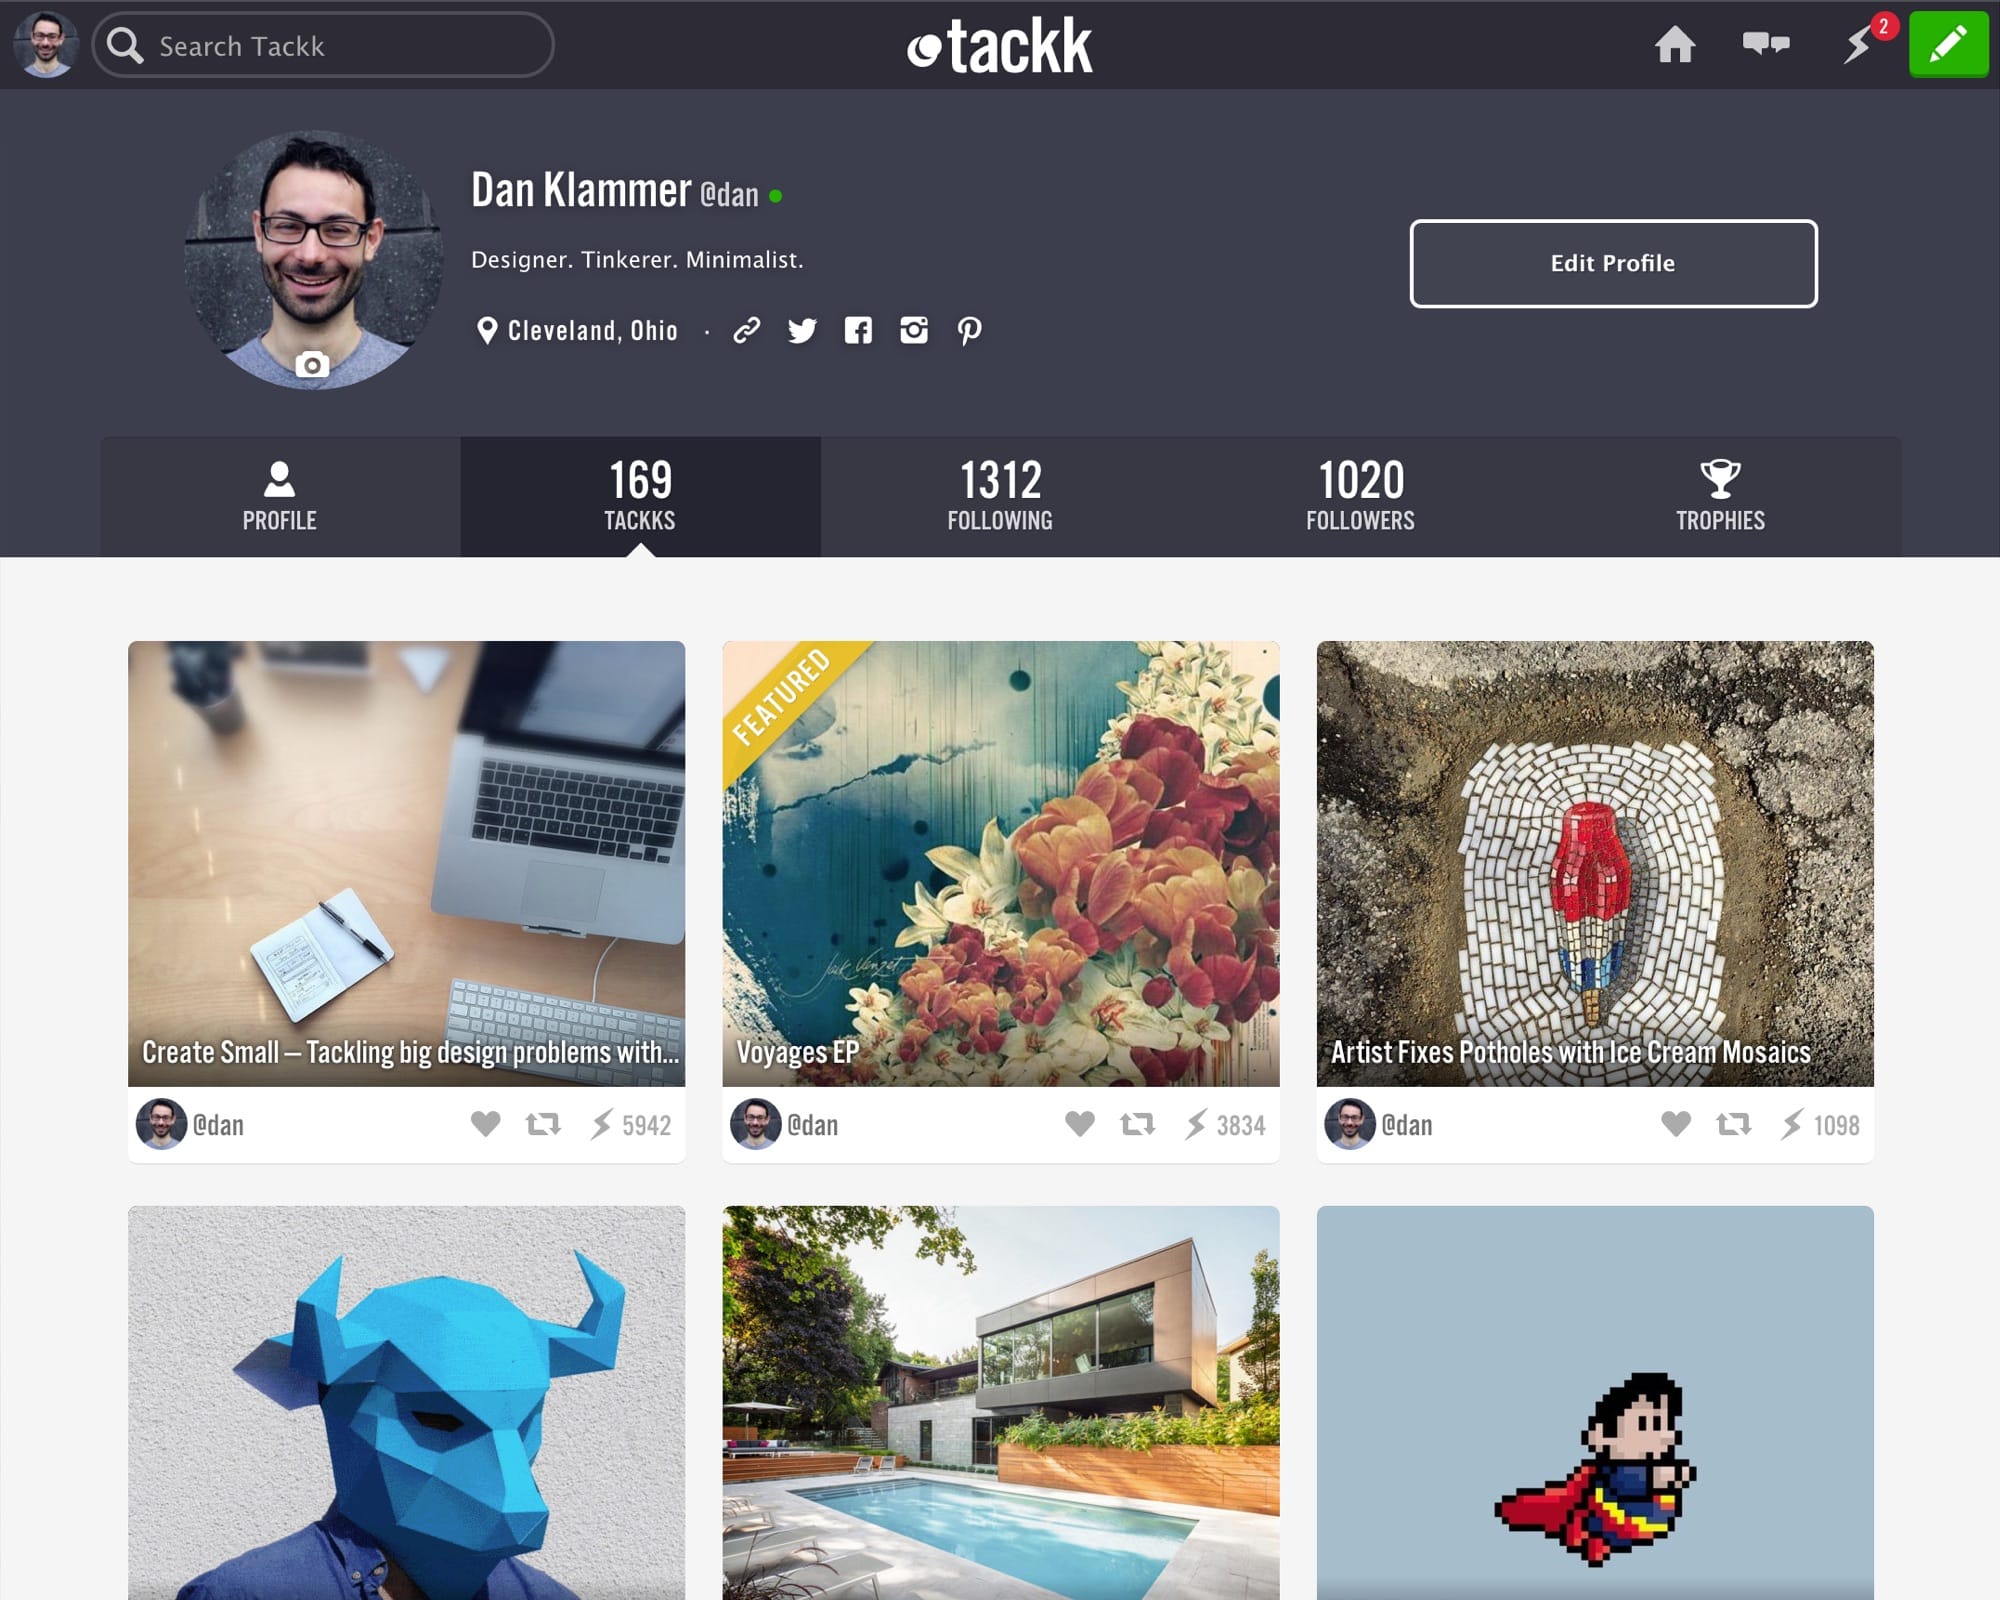 Search Tackk
tackk
2
Dan Klammer @dan
Designer. Tinkerer. Minimalist.
Cleveland, Ohio ·
Edit Profile
PROFILE
169
TACKKS
1312
FOLLOWING
1020
FOLLOWERS
TROPHIES
FEATURED
Create Small – Tackling big design problems with...
Voyages EP
Artist Fixes Potholes with Ice Cream Mosaics
@dan
5942
@dan
3834
@dan
1098